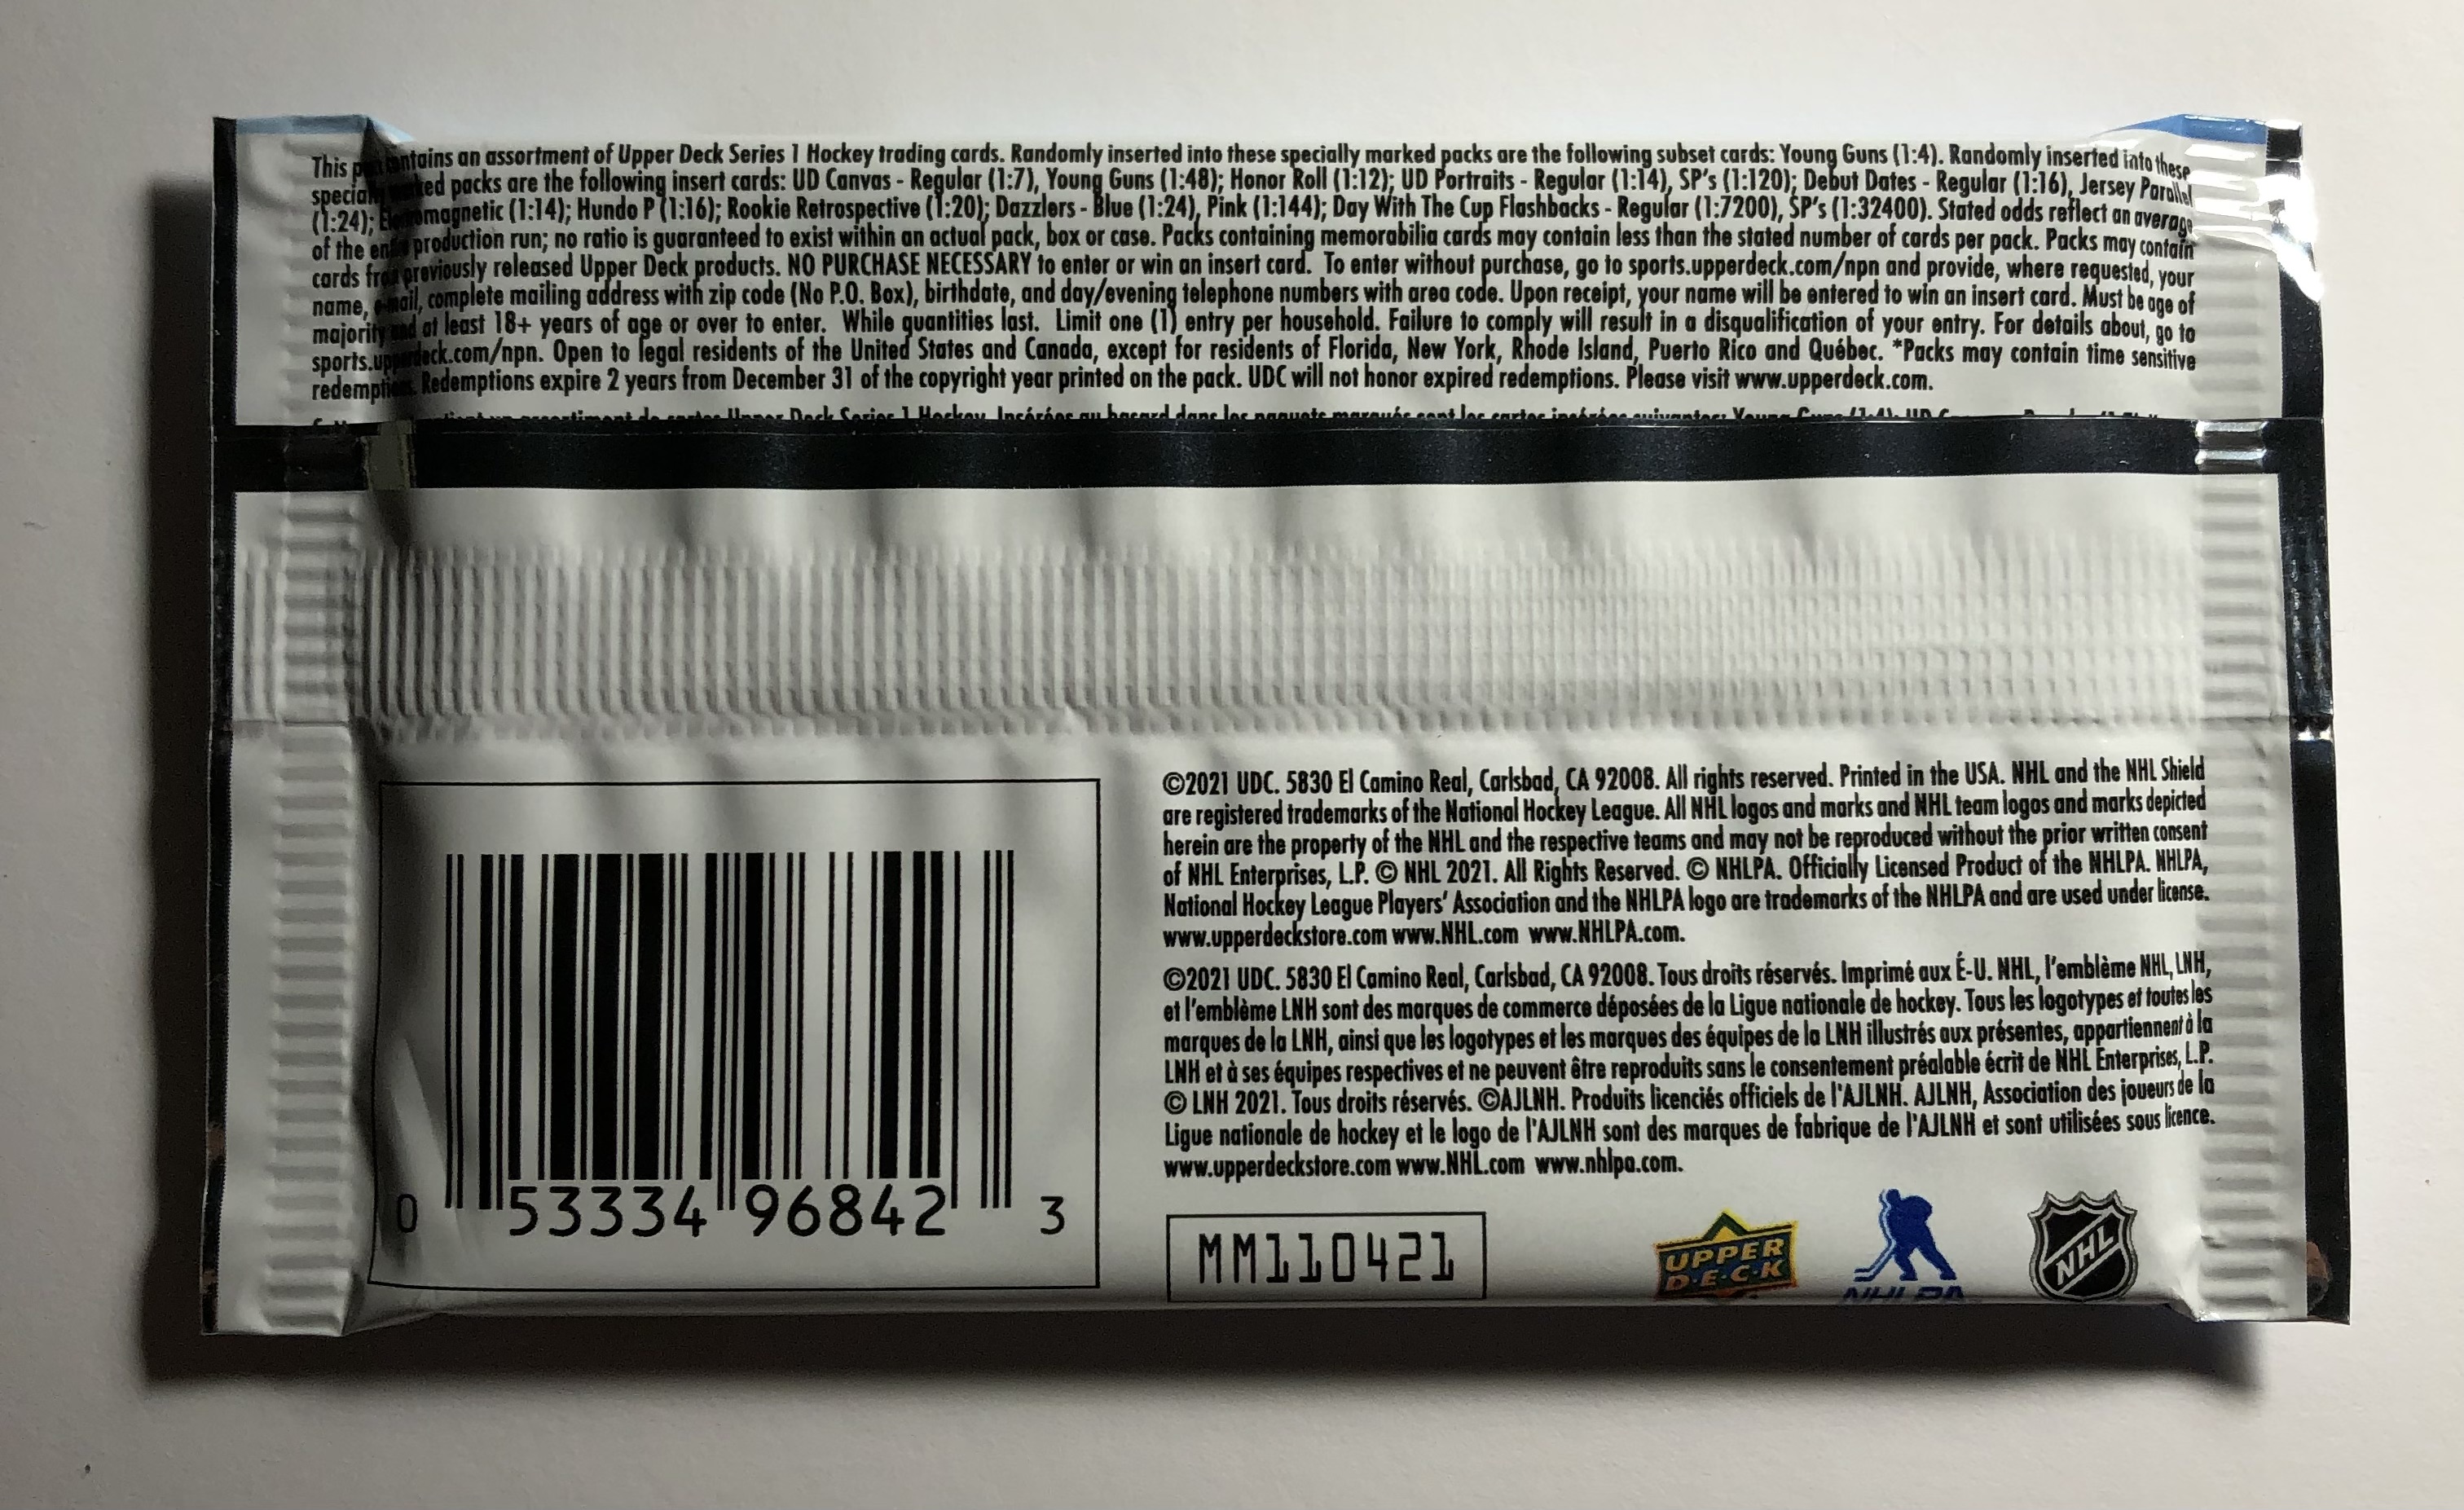 This contains an assortment of Upper Deck Series 1 Hockey trading cards. Randomly inserted into these specially marked packs are the following subset cards: Young Guns (1:4). Randomly inserted into these
packs are the following insert cards: UD Canvas - Regular (1:7), Young Guns (1:48); Honor Roll (1:12); UD Portraits - Regular (1:14), SP's (1:120); Debut Dates - Regular (1:16), Jersey Parallel
(1:24); Electromagnetic (1:14); Hundo P (1:16); Rookie Retrospective (1:20); Dazzlers - Blue (1:24), Pink (1:144); Day With The Cup Flashbacks - Regular (1:7200), SP's (1:32400). Stated odds reflect an average
of the entire production run; no ratio is guaranteed to exist within an actual pack, box or case. Packs containing memorabilia cards may contain less than the stated number of cards per pack. Packs may contain
cards from previously released Upper Deck products. NO PURCHASE NECESSARY to enter or win an insert card. To enter without purchase, go to sports.upperdeck.com/npn and provide, where requested, your
name, e-mail, complete mailing address with zip code (No P.O. Box), birthdate, and day/evening telephone numbers with area code. Upon receipt, your name will be entered to win an insert card. Must be age of
majority and at least 18+ years of age or over to enter. While quantities last. Limit one (1) entry per household. Failure to comply will result in a disqualification of your entry. For details about, go to
sports.upperdeck.com/npn. Open to legal residents of the United States and Canada, except for residents of Florida, New York, Rhode Island, Puerto Rico and Québec. *Packs may contain time sensitive
redemptions. Redemptions expire 2 years from December 31 of the copyright year printed on the pack. UDC will not honor expired redemptions. Please visit www.upperdeck.com.
assortiment de cartes Upper Deck Series 1 Hockey. Insérées au hasard dans les paquets marqués sont les cartes insérées suivantes: Young Guns (1:4); UD
©2021 UDC. 5830 El Camino Real, Carlsbad, CA 92008. All rights reserved. Printed in the USA. NHL and the NHL Shield
are registered trademarks of the National Hockey League. All NHL logos and marks and NHL team logos and marks depicted
herein are the property of the NHL and the respective teams and may not be reproduced without the prior written consent
of NHL Enterprises, L.P. © NHL 2021. All Rights Reserved. © NHLPA. Officially Licensed Product of the NHLPA. NHLPA,
National Hockey League Players' Association and the NHLPA logo are trademarks of the NHLPA and are used under license.
www.upperdeckstore.com www.NHL.com www.NHLPA.com.
©2021 UDC. 5830 El Camino Real, Carlsbad, CA 92008. Tous droits réservés. Imprimé aux É-U. NHL, l'emblème NHL, LNH,
et l'emblème LNH sont des marques de commerce déposées de la Ligue nationale de hockey. Tous les logotypes et toutes les
marques de la LNH, ainsi que les logotypes et les marques des équipes de la LNH illustrés aux présentes, appartiennent à la
LNH et à ses équipes respectives et ne peuvent être reproduits sans le consentement préalable écrit de NHL Enterprises, L.P.
© LNH 2021. Tous droits réservés. ©AJLNH. Produits licenciés officiels de l'AJLNH. AJLNH, Association des joueurs de la
Ligue nationale de hockey et le logo de l'AJLNH sont des marques de fabrique de l'AJLNH et sont utilisées sous licence.
www.upperdeckstore.com www.NHL.com www.nhlpa.com.
0 53334 96842 3
MM110421
UPPER
D·E·C·K
NHLPA
NHL